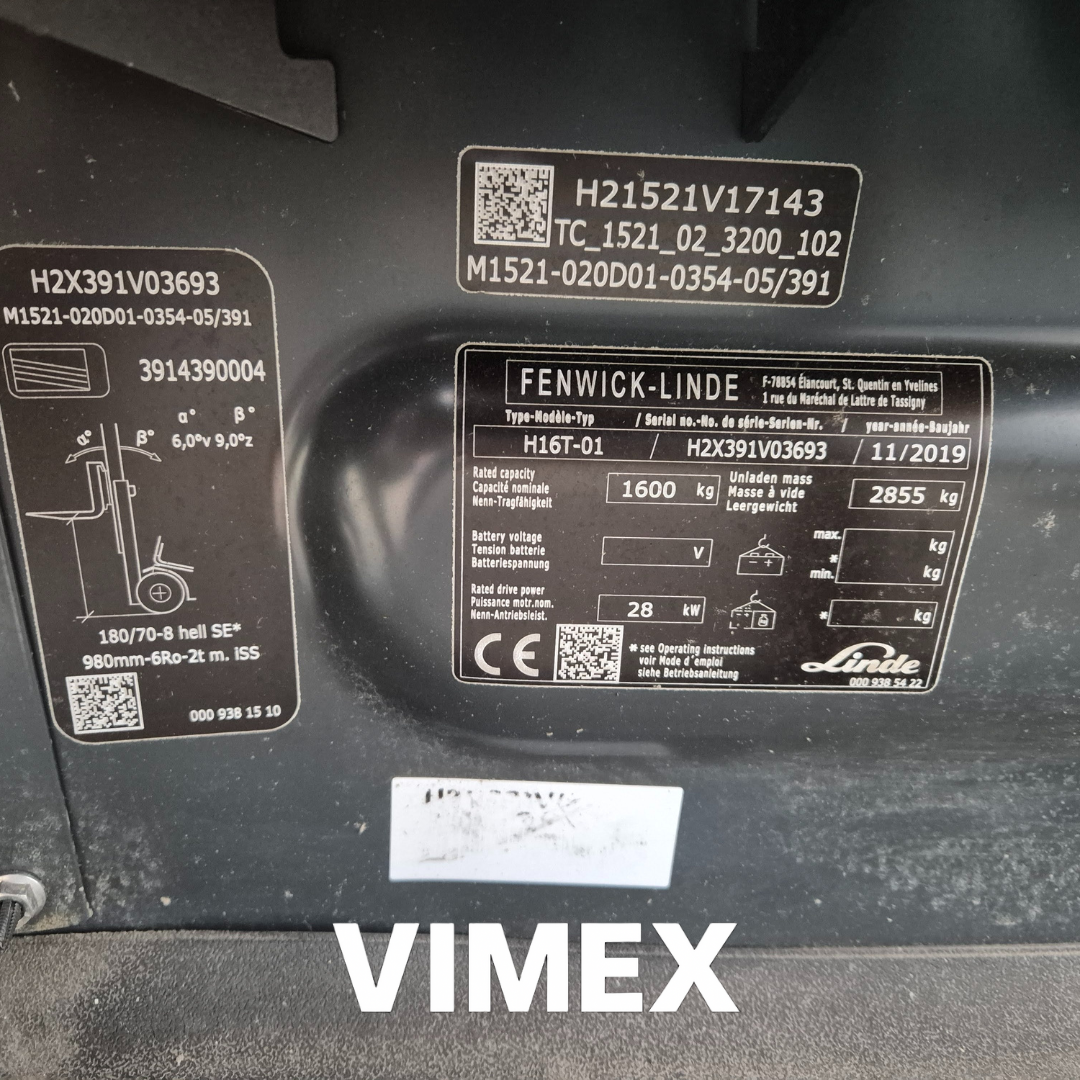 H21521V17143
TC_1521_02_3200_102
M1521-020D01-0354-05/391
H2X391V03693
M1521-020D01-0354-05/391
3914390004
α° β°
α° β° 6,0°v 9,0°z
180/70-8 hell SE*
980mm-6Ro-2t m. iSS
000 938 15 10
FENWICK-LINDE F-78854 Élancourt, St. Quentin en Yvelines
1 rue du Maréchal de Lattre de Tassigny
Type-Modèle-Typ / Serial no.-No. de série-Serien-Nr. / year-année-Baujahr
H16T-01 / H2X391V03693 / 11/2019
Rated capacity
Capacité nominale
Nenn-Tragfähigkeit
1600 kg
Unladen mass
Masse à vide
Leergewicht
2855 kg
Battery voltage
Tension batterie
Batteriespannung
V
- +
max. kg
*
min. kg
Rated drive power
Puissance motr.nom.
Nenn-Antriebsleist.
28 kW
* kg
CE
* see Operating instructions
voir Mode d'emploi
siehe Betriebsanleitung
Linde
000 938 54 22
VIMEX